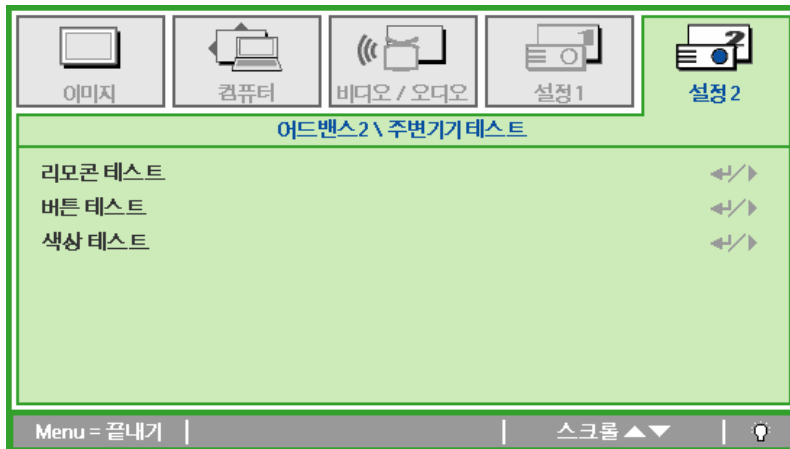 이미지
컴퓨터
비디오 / 오디오
설정 1
설정 2
어드밴스2 \ 주변기기 테스트
리모콘 테스트
버튼 테스트
색상 테스트
Menu = 끝내기
스크롤 ▲▼